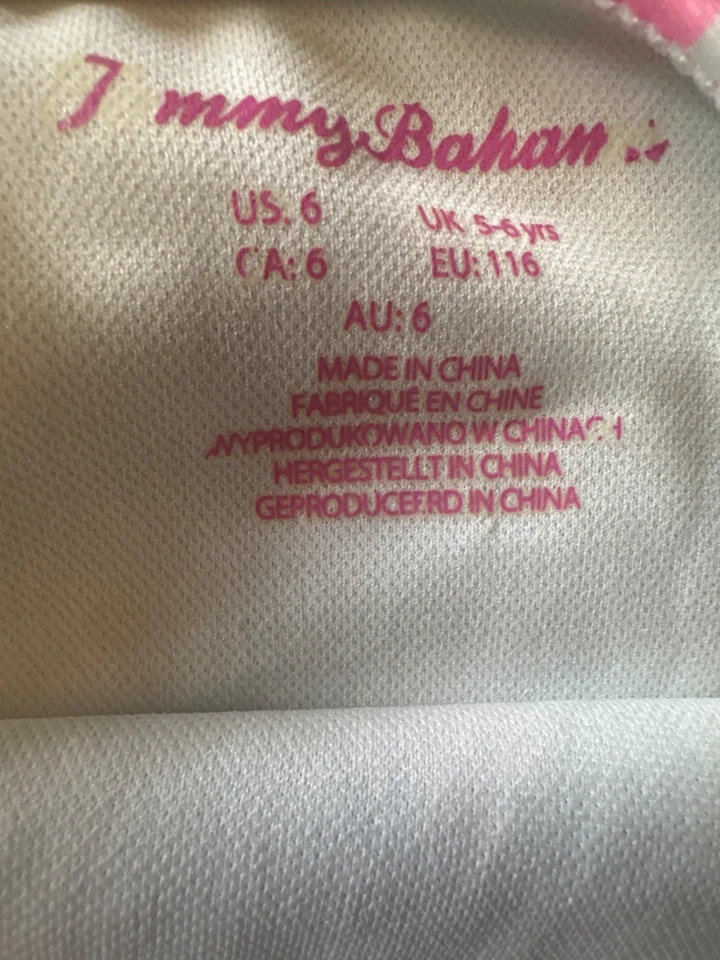 Tommy Bahama
US: 6 UK 5-6 yrs
CA: 6 EU: 116
AU: 6
MADE IN CHINA
FABRIQUÉ EN CHINE
WYPRODUKOWANO W CHINACH
HERGESTELLT IN CHINA
GEPRODUCEERD IN CHINA